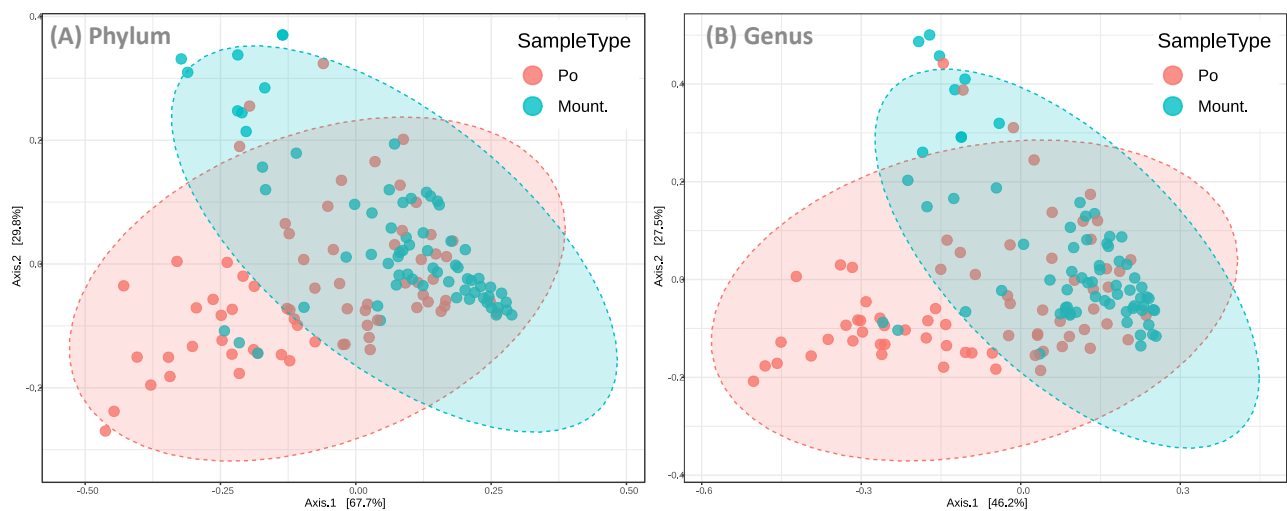 (A) Phylum
SampleType
Po
Mount.
0.4
0.2
0.0
-0.2
Axis.2 [29.8%]
-0.50
-0.25
0.00
0.25
0.50
Axis.1 [67.7%]
(B) Genus
SampleType
Po
Mount.
0.4
0.2
0.0
-0.2
-0.4
Axis.2 [27.5%]
-0.6
-0.3
0.0
0.3
Axis.1 [46.2%]